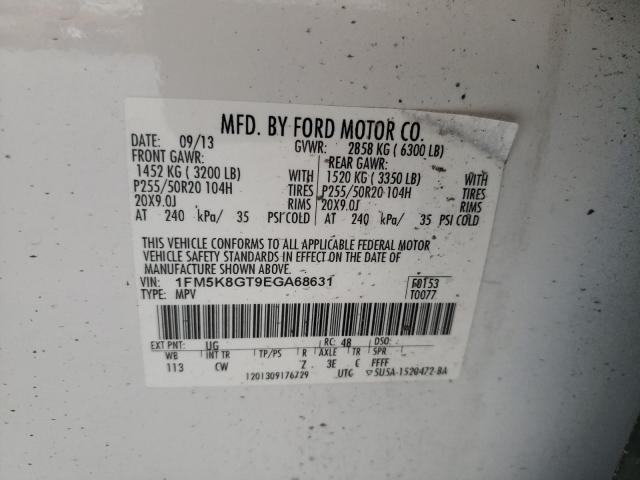 MFD. BY FORD MOTOR CO.
DATE: 09/13 GVWR: 2858 KG ( 6300 LB)
FRONT GAWR: REAR GAWR:
1452 KG ( 3200 LB) WITH 1520 KG ( 3350 LB) WITH
P255/50R20 104H TIRES P255/50R20 104H TIRES
20X9.0J RIMS 20X9.0J RIMS
AT 240 kPa/ 35 PSI COLD AT 240 kPa/ 35 PSI COLD
THIS VEHICLE CONFORMS TO ALL APPLICABLE FEDERAL MOTOR
VEHICLE SAFETY STANDARDS IN EFFECT ON THE DATE OF
MANUFACTURE SHOWN ABOVE.
VIN: 1FM5K8GT9EGA68631 F0153
TYPE: MPV T0077
EXT PNT: UG RC: 48 DSO:
WB INT TR TP/PS R AXLE TR SPR
113 CW Z 3E C FFFF
1201309176729 UTC 5U5A-1520472-BA